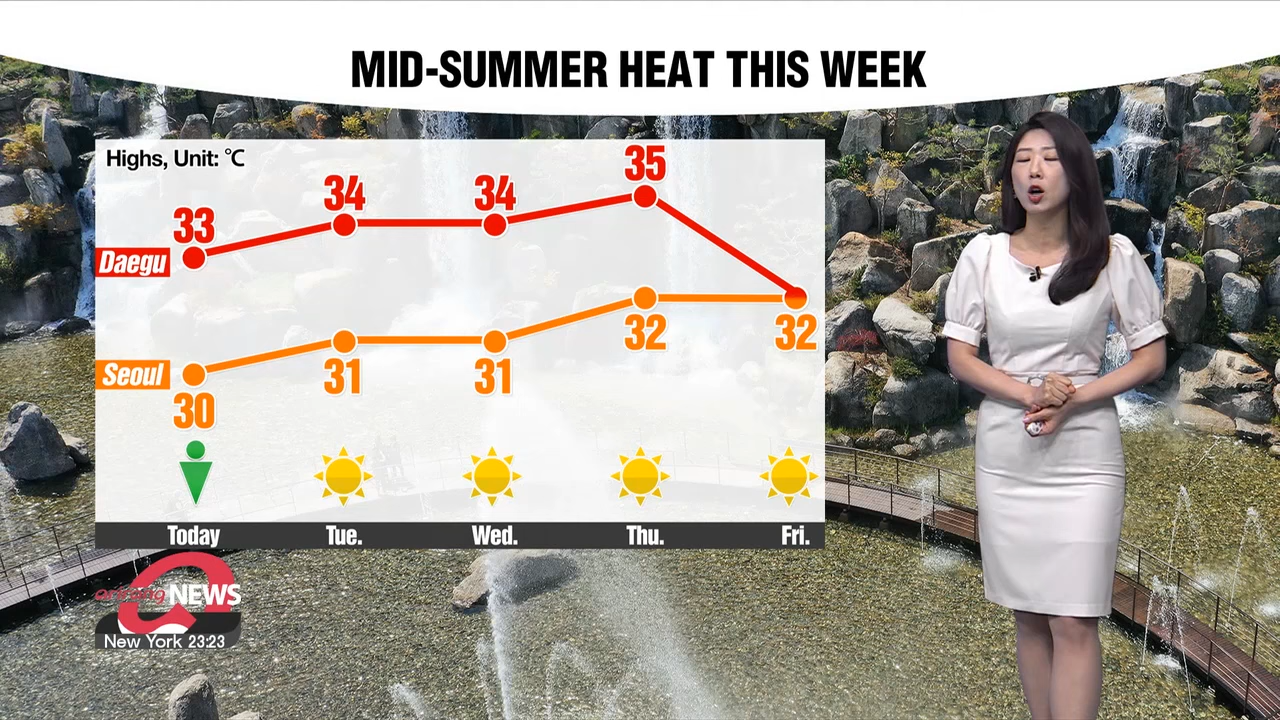 MID-SUMMER HEAT THIS WEEK
Highs, Unit: ℃
33 34 34 35
Daegu
Seoul
30 31 31 32 32
Today Tue. Wed. Thu. Fri.
arirang NEWS
New York 23:23